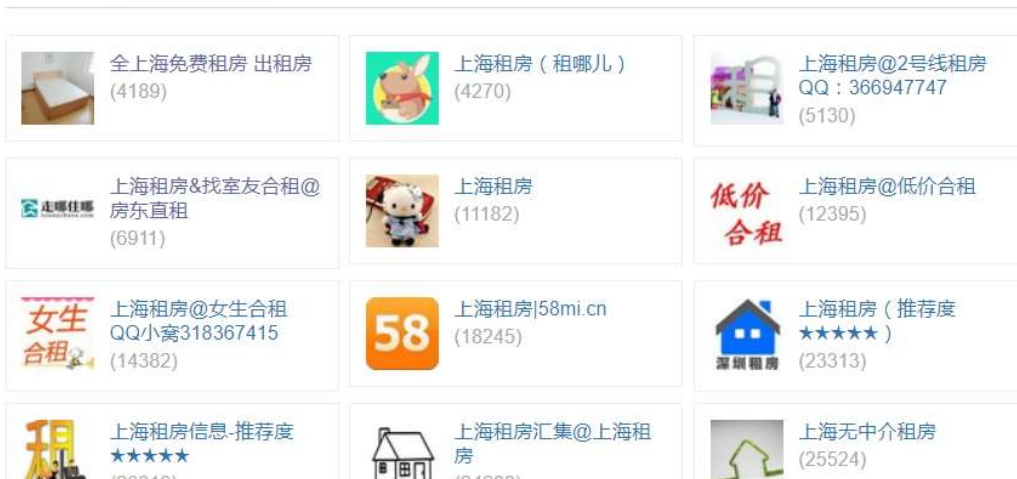 全上海免费租房 出租房
(4189)
上海租房（租哪儿）
(4270)
上海租房@2号线租房
QQ：366947747
(5130)
走哪住哪
上海租房&找室友合租@
房东直租
(6911)
上海租房
(11182)
低价
合租
上海租房@低价合租
(12395)
女生
合租
上海租房@女生合租
QQ小窝318367415
(14382)
58
上海租房|58mi.cn
(18245)
深圳租房
上海租房（推荐度
★★★★★）
(23313)
租
上海租房信息-推荐度
★★★★★
上海租房汇集@上海租
房
上海无中介租房
(25524)